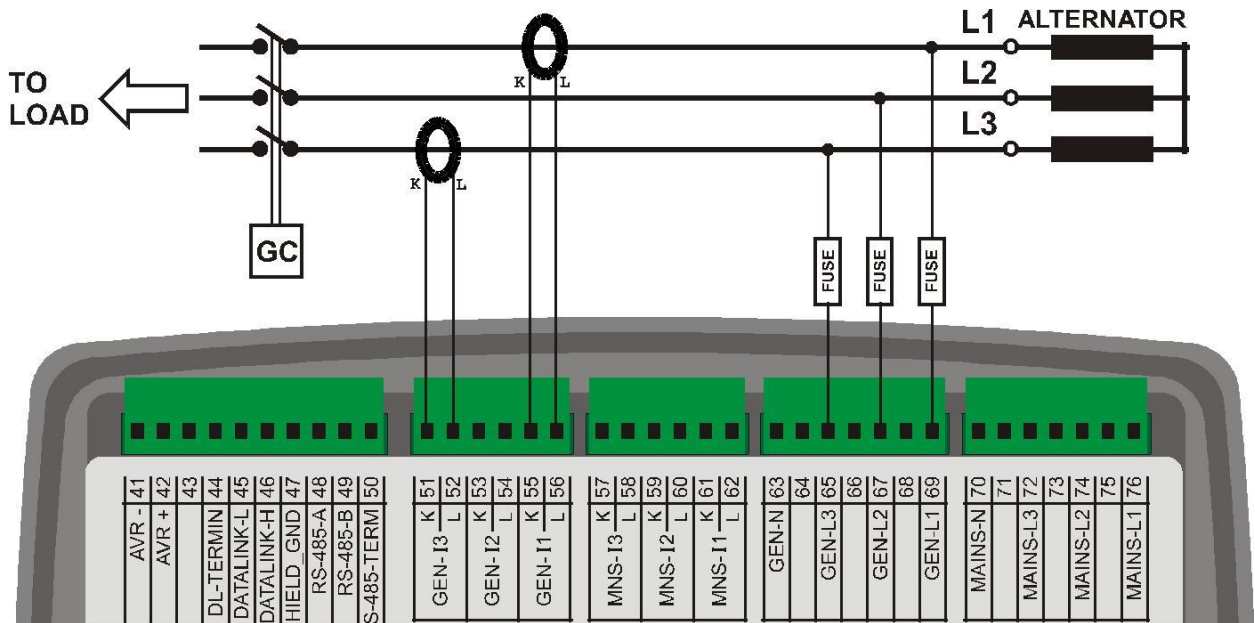 L1 ALTERNATOR
TO
LOAD
L2
L3
K L
K L
GC
FUSE FUSE FUSE
41 AVR -
42 AVR +
43
44 DL-TERMIN
45 DATALINK-L
46 DATALINK-H
47 HIELD_GND
48 RS-485-A
49 RS-485-B
50 S-485-TERM
51 K
52 L
GEN-I3
53 K
54 L
GEN-I2
55 K
56 L
GEN-I1
57 K
58 L
MNS-I3
59 K
60 L
MNS-I2
61 K
62 L
MNS-I1
63 GEN-N
64
65 GEN-L3
66
67 GEN-L2
68
69 GEN-L1
70 MAINS-N
71
72 MAINS-L3
73
74 MAINS-L2
75
76 MAINS-L1